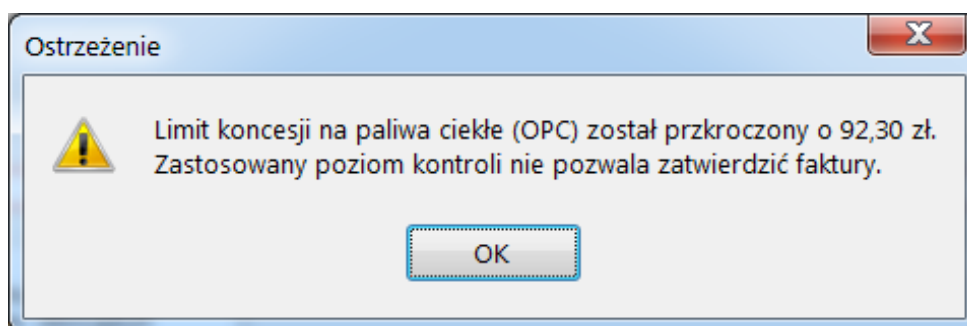 Ostrzeżenie
Limit koncesji na paliwa ciekłe (OPC) został przkroczony o 92,30 zł.
Zastosowany poziom kontroli nie pozwala zatwierdzić faktury.
OK